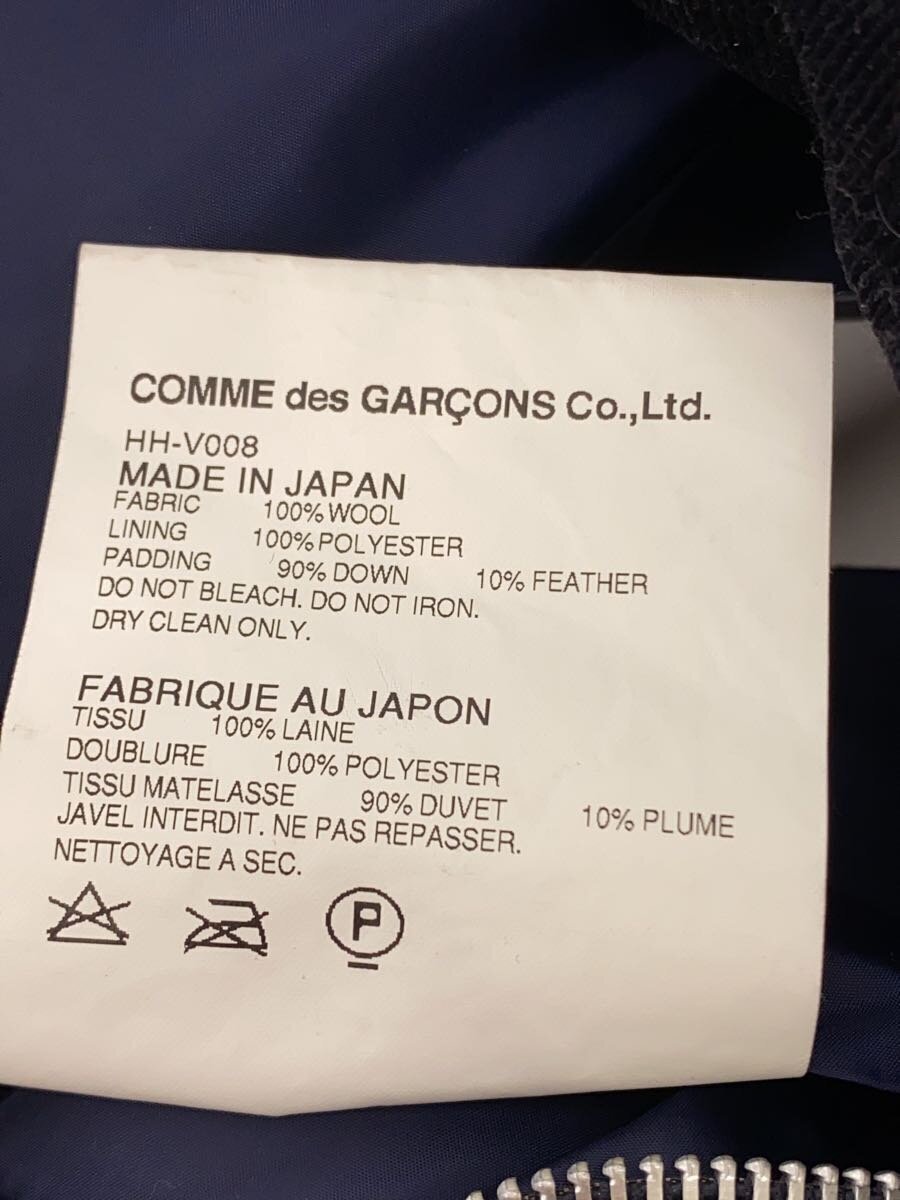 COMME des GARÇONS Co.,Ltd.
HH-V008
MADE IN JAPAN
FABRIC 100% WOOL
LINING 100% POLYESTER
PADDING 90% DOWN 10% FEATHER
DO NOT BLEACH. DO NOT IRON.
DRY CLEAN ONLY.
FABRIQUE AU JAPON
TISSU 100% LAINE
DOUBLURE 100% POLYESTER
TISSU MATELASSE 90% DUVET 10% PLUME
JAVEL INTERDIT. NE PAS REPASSER.
NETTOYAGE A SEC.
P